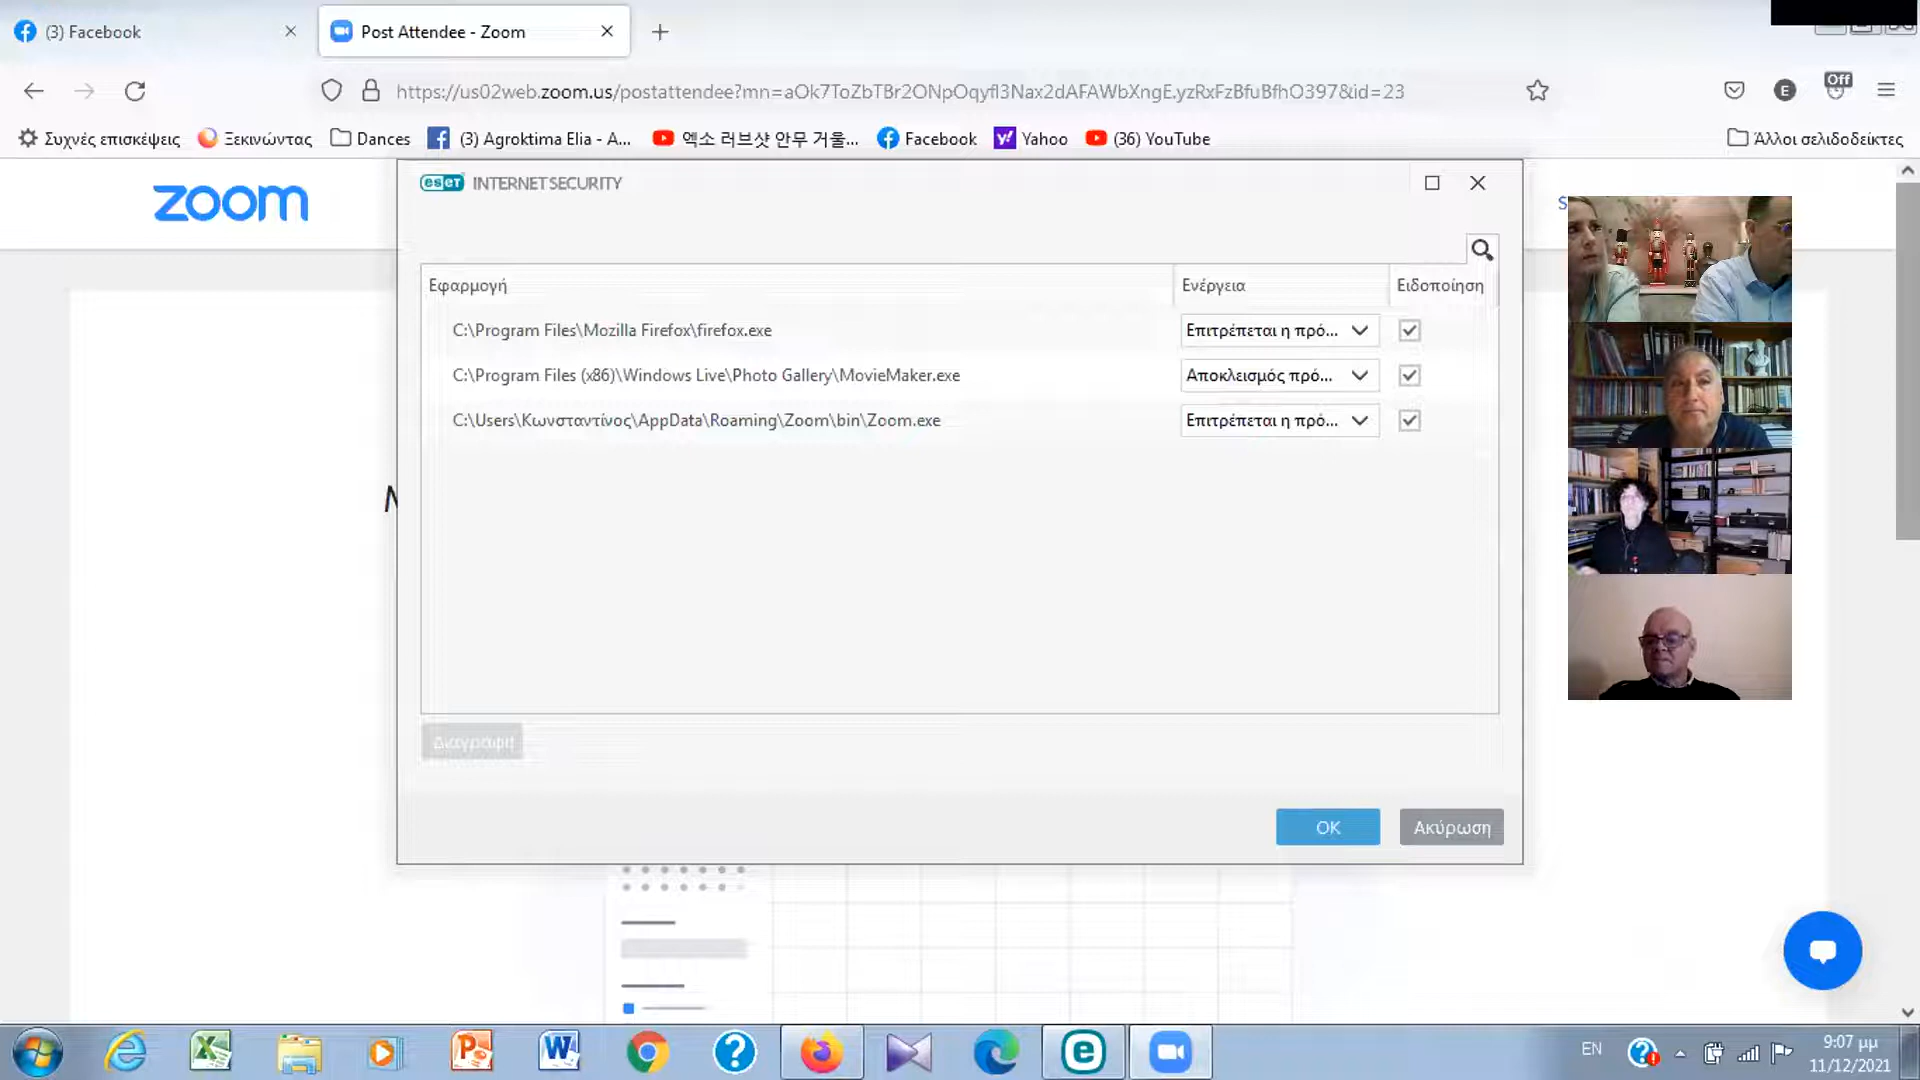 (3) Facebook
Post Attendee - Zoom
https://us02web.zoom.us/postattendee?mn=aOk7ToZbTBr2ONpOqyfl3Nax2dAFAWbXngE.yzRxFzBfuBfhO397&id=23
E
Off
Συχνές επισκέψεις
Ξεκινώντας
Dances
(3) Agroktima Elia - A...
엑소 러브샷 안무 거울...
Facebook
Yahoo
(36) YouTube
Άλλοι σελιδοδείκτες
zoom
S
eset INTERNET SECURITY
Εφαρμογή
Ενέργεια
Ειδοποίηση
C:\Program Files\Mozilla Firefox\firefox.exe
Επιτρέπεται η πρό...
C:\Program Files (x86)\Windows Live\Photo Gallery\MovieMaker.exe
Αποκλεισμός πρό...
C:\Users\Κωνσταντίνος\AppData\Roaming\Zoom\bin\Zoom.exe
Επιτρέπεται η πρό...
Διαγραφή
OK
Ακύρωση
EN
9:07 μμ
11/12/2021